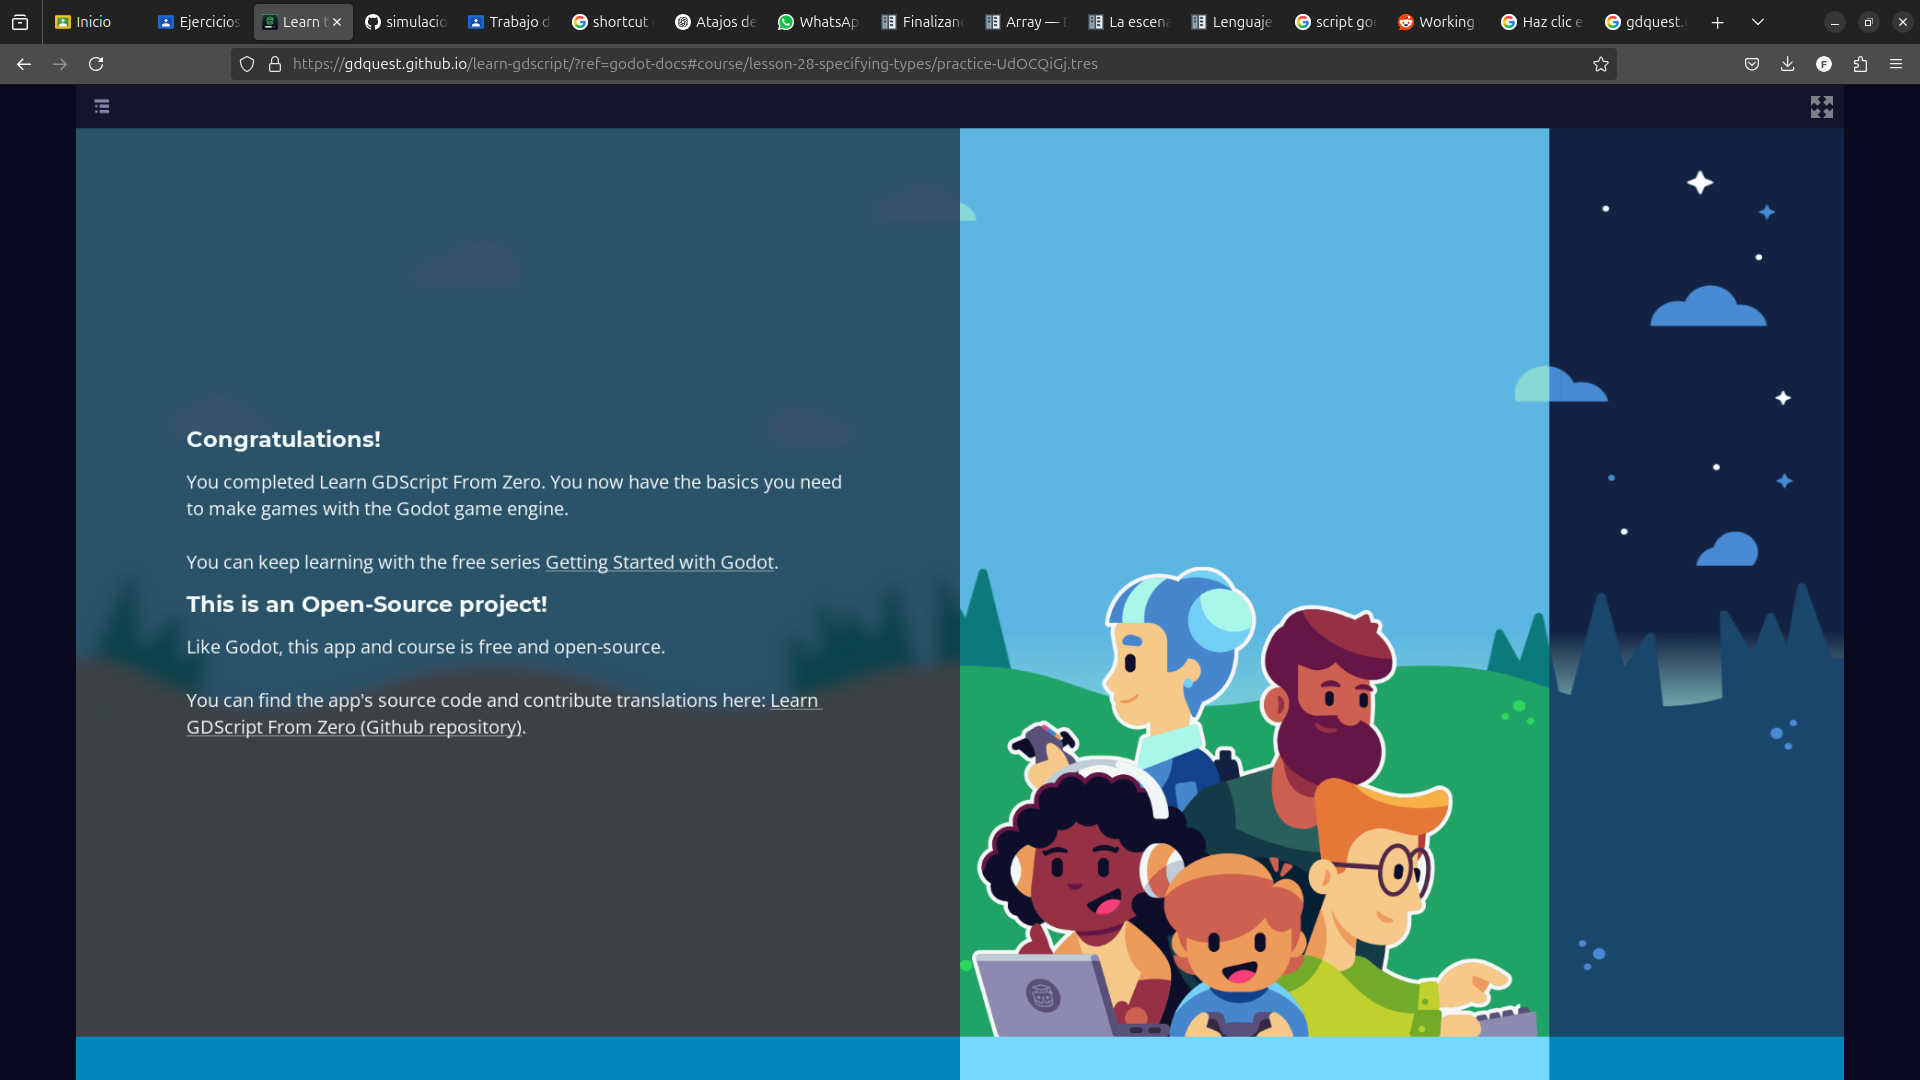 Inicio
Ejercicios
Learn t
simulacio
Trabajo d
shortcut
Atajos de
WhatsAp
Finalizan
Array —
La escena
Lenguaje
script go
Working
Haz clic e
gdquest.
https://gdquest.github.io/learn-gdscript/?ref=godot-docs#course/lesson-28-specifying-types/practice-UdOCQiGj.tres
F
Congratulations!
You completed Learn GDScript From Zero. You now have the basics you need
to make games with the Godot game engine.
You can keep learning with the free series Getting Started with Godot.
This is an Open-Source project!
Like Godot, this app and course is free and open-source.
You can find the app's source code and contribute translations here: Learn
GDScript From Zero (Github repository).